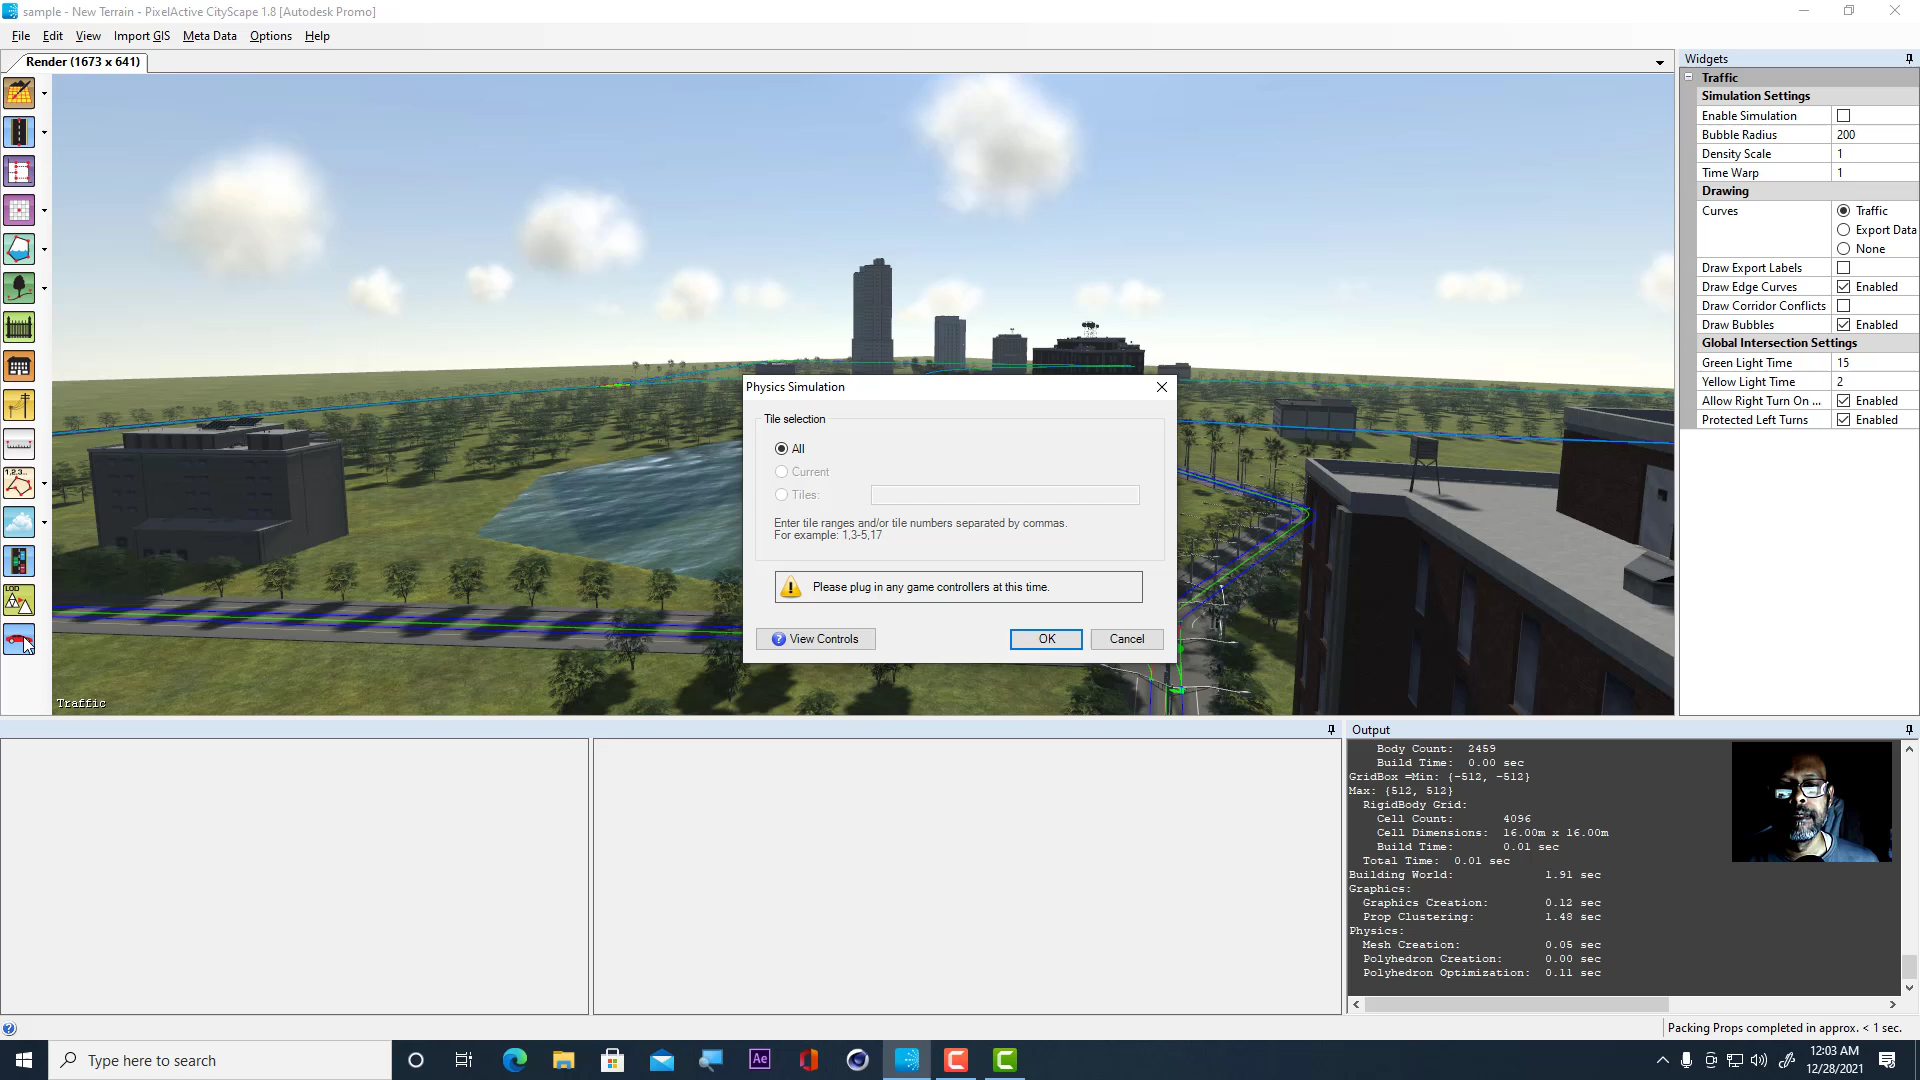 sample - New Terrain - PixelActive CityScape 1.8 [Autodesk Promo]
File Edit View Import GIS Meta Data Options Help
Render (1673 x 641)
Widgets
Traffic
Simulation Settings
Enable Simulation
Bubble Radius 200
Density Scale 1
Time Warp 1
Drawing
Curves Traffic
Export Data
None
Draw Export Labels
Draw Edge Curves Enabled
Draw Corridor Conflicts
Draw Bubbles Enabled
Global Intersection Settings
Green Light Time 15
Yellow Light Time 2
Allow Right Turn On ... Enabled
Protected Left Turns Enabled
1,2,3...
LOD
Physics Simulation
Tile selection
All
Current
Tiles:
Enter tile ranges and/or tile numbers separated by commas.
For example: 1,3-5,17
Please plug in any game controllers at this time.
View Controls OK Cancel
Traffic
Output
Body Count: 2459
Build Time: 0.00 sec
GridBox =Min: {-512, -512}
Max: {512, 512}
RigidBody Grid:
Cell Count: 4096
Cell Dimensions: 16.00m x 16.00m
Build Time: 0.01 sec
Total Time: 0.01 sec
Building World: 1.91 sec
Graphics:
Graphics Creation: 0.12 sec
Prop Clustering: 1.48 sec
Physics:
Mesh Creation: 0.05 sec
Polyhedron Creation: 0.00 sec
Polyhedron Optimization: 0.11 sec
Packing Props completed in approx. < 1 sec.
Type here to search
Ae
12:03 AM
12/28/2021